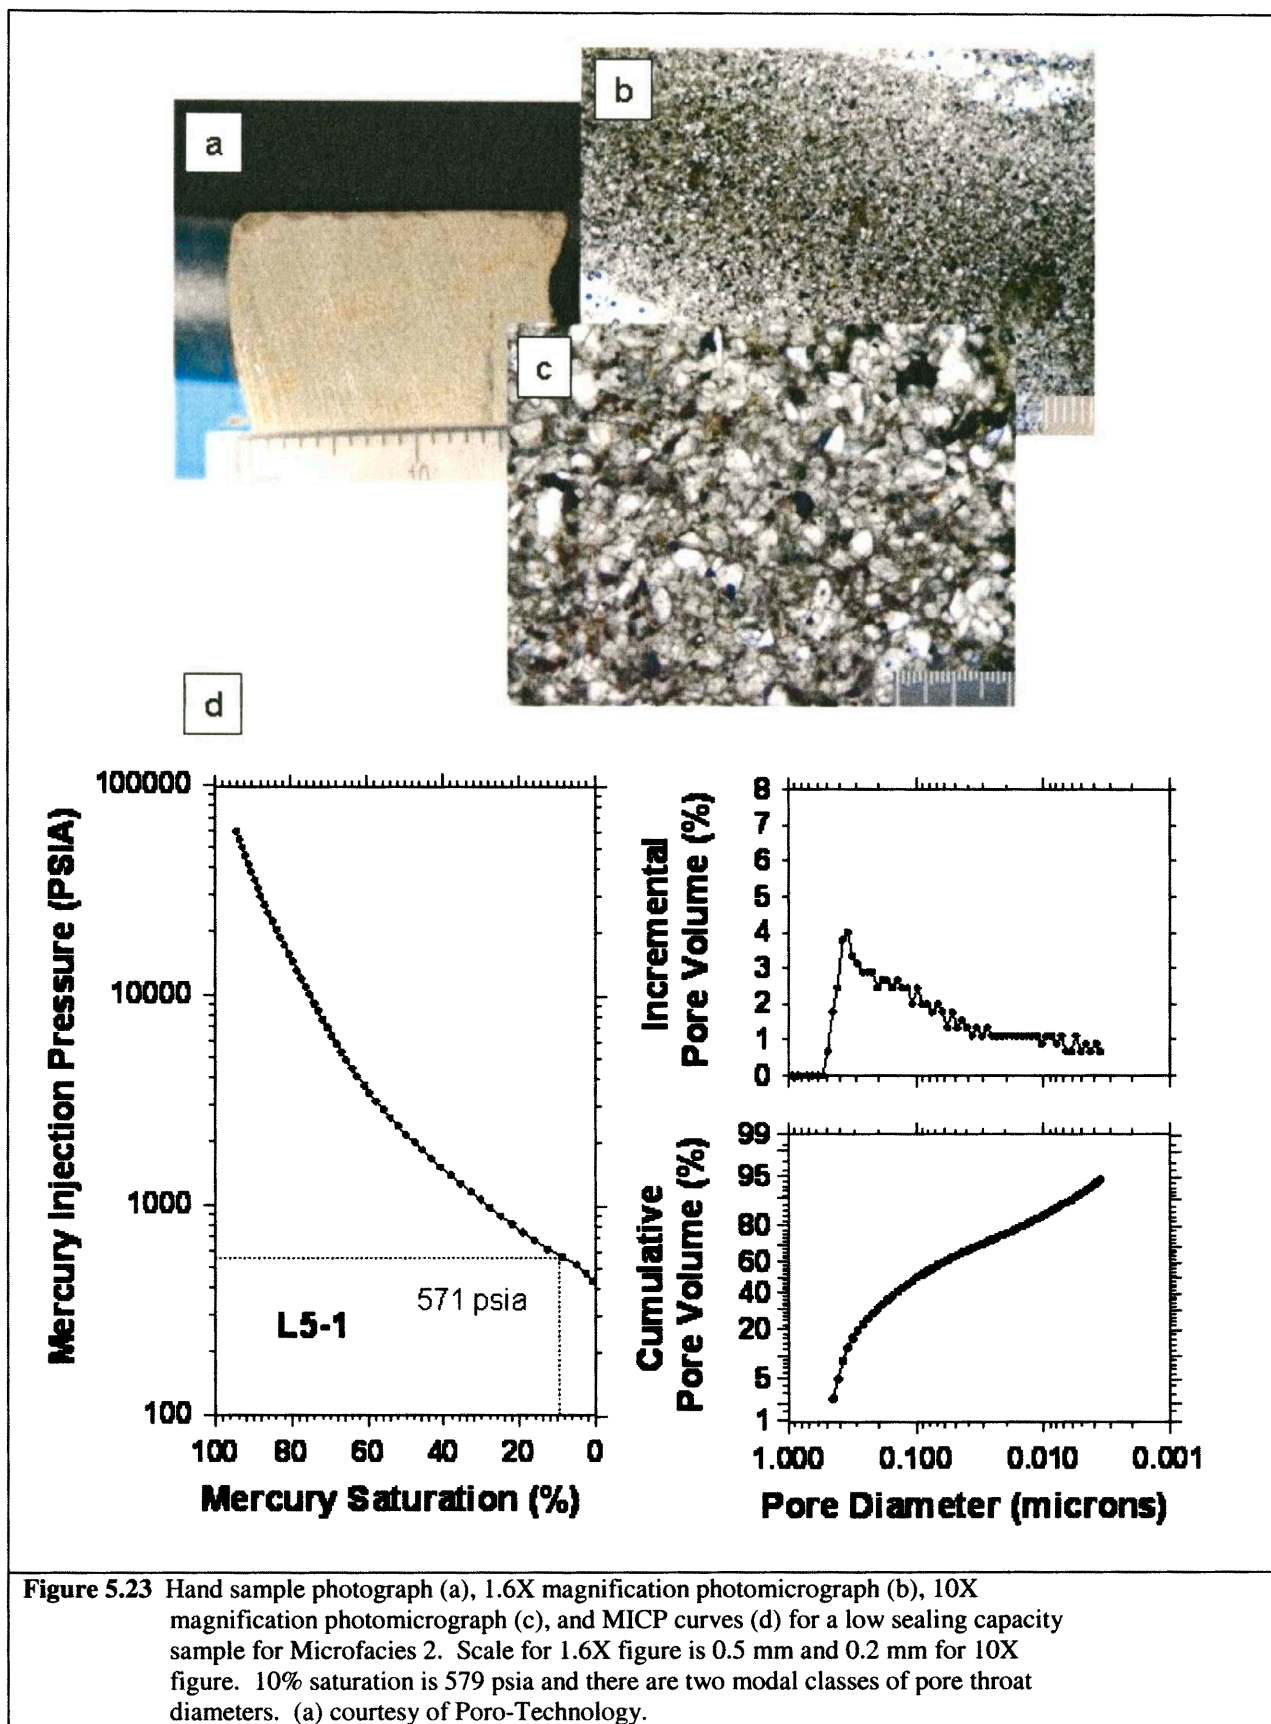 a
b
c
10
d
Mercury Injection Pressure (PSIA)
100000
10000
1000
100
571 psia
L5-1
100 80 60 40 20 0
Mercury Saturation (%)
Incremental
Pore Volume (%)
8
7
6
5
4
3
2
1
0
Cumulative
Pore Volume (%)
99
95
80
60
40
20
5
1
1.000 0.100 0.010 0.001
Pore Diameter (microns)
Figure 5.23 Hand sample photograph (a), 1.6X magnification photomicrograph (b), 10X
magnification photomicrograph (c), and MICP curves (d) for a low sealing capacity
sample for Microfacies 2. Scale for 1.6X figure is 0.5 mm and 0.2 mm for 10X
figure. 10% saturation is 579 psia and there are two modal classes of pore throat
diameters. (a) courtesy of Poro-Technology.